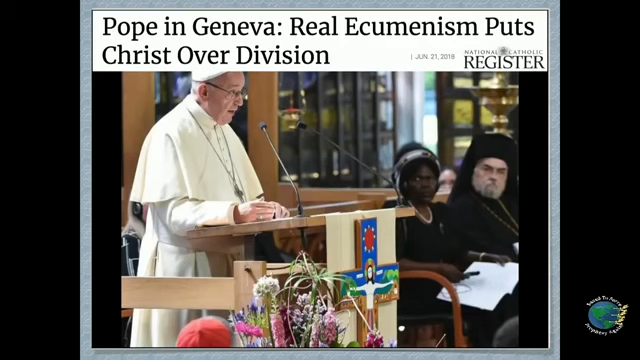 Pope in Geneva: Real Ecumenism Puts
Christ Over Division
| JUN. 21, 2018
NATIONAL CATHOLIC
REGISTER